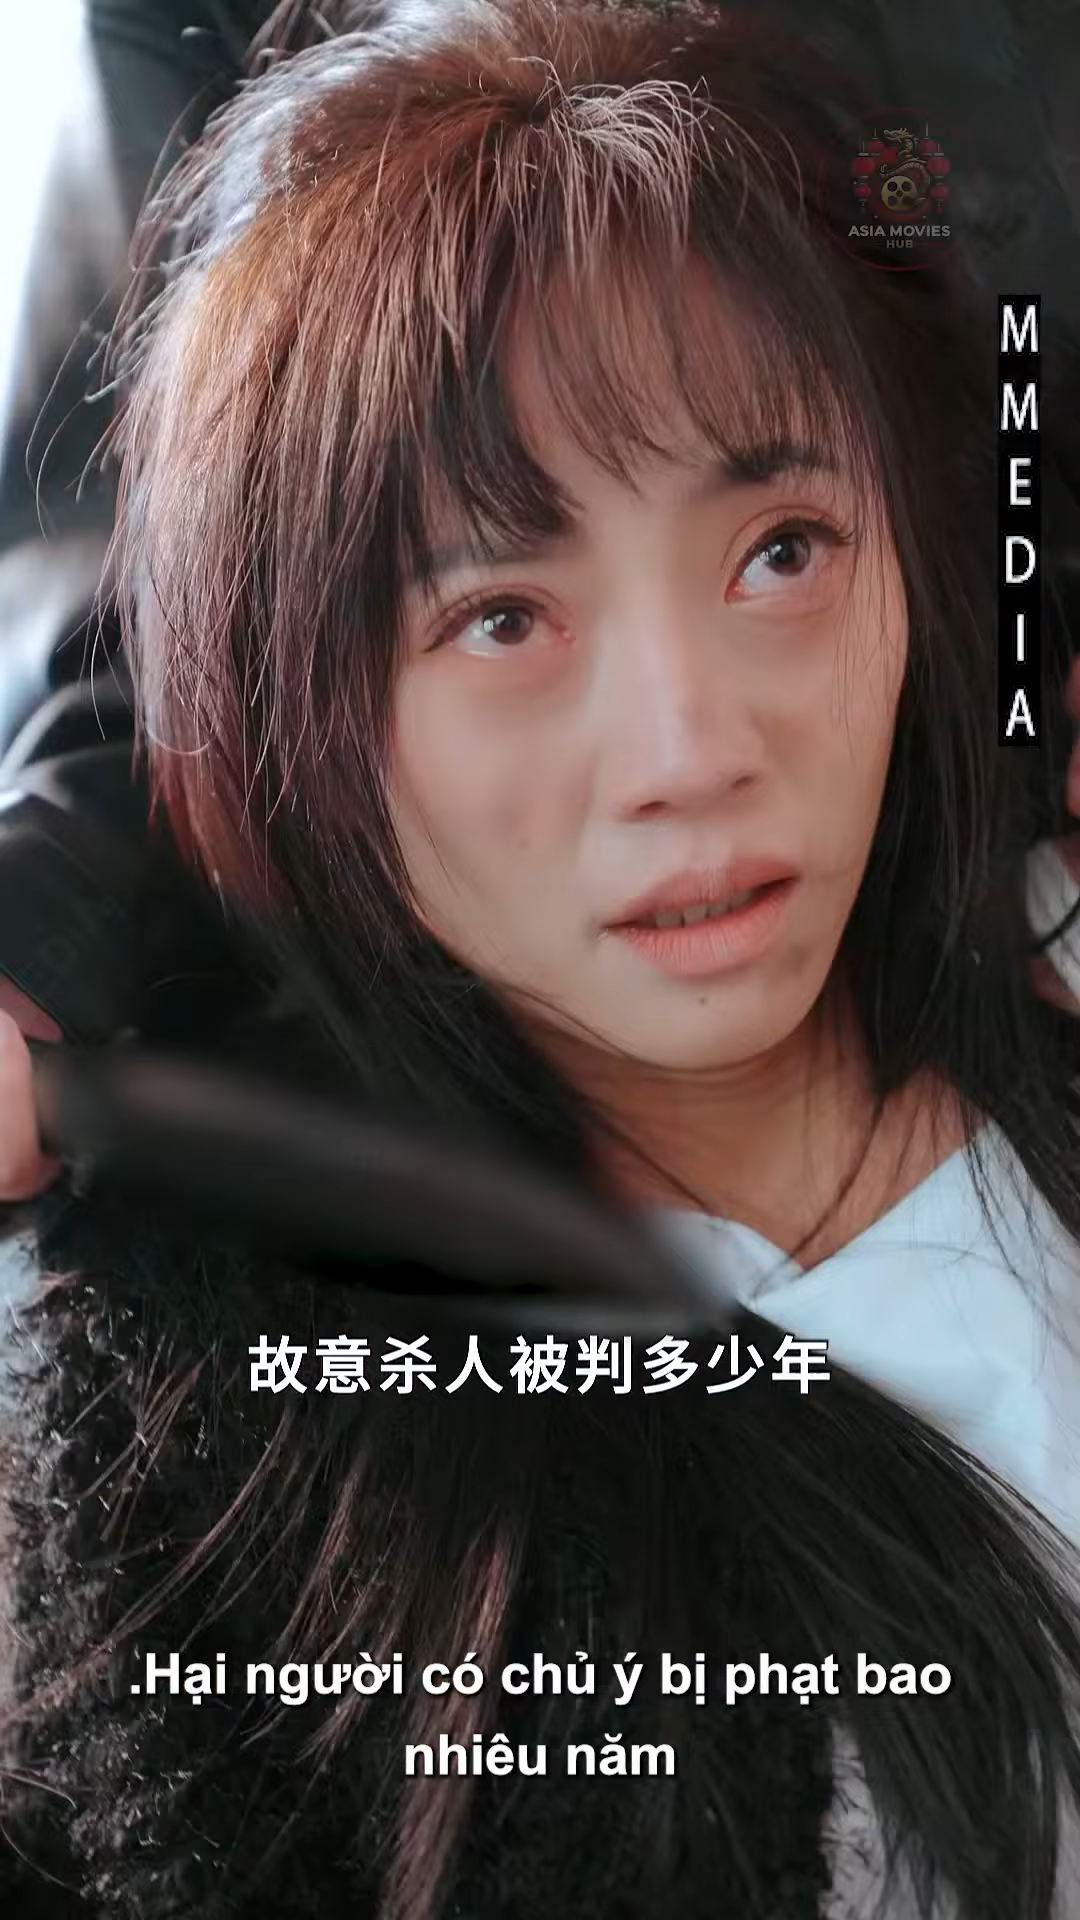 ASIA MOVIES
HUB
MMEDIA
故意杀人被判多少年
.Hại người có chủ ý bị phạt bao
nhiêu năm